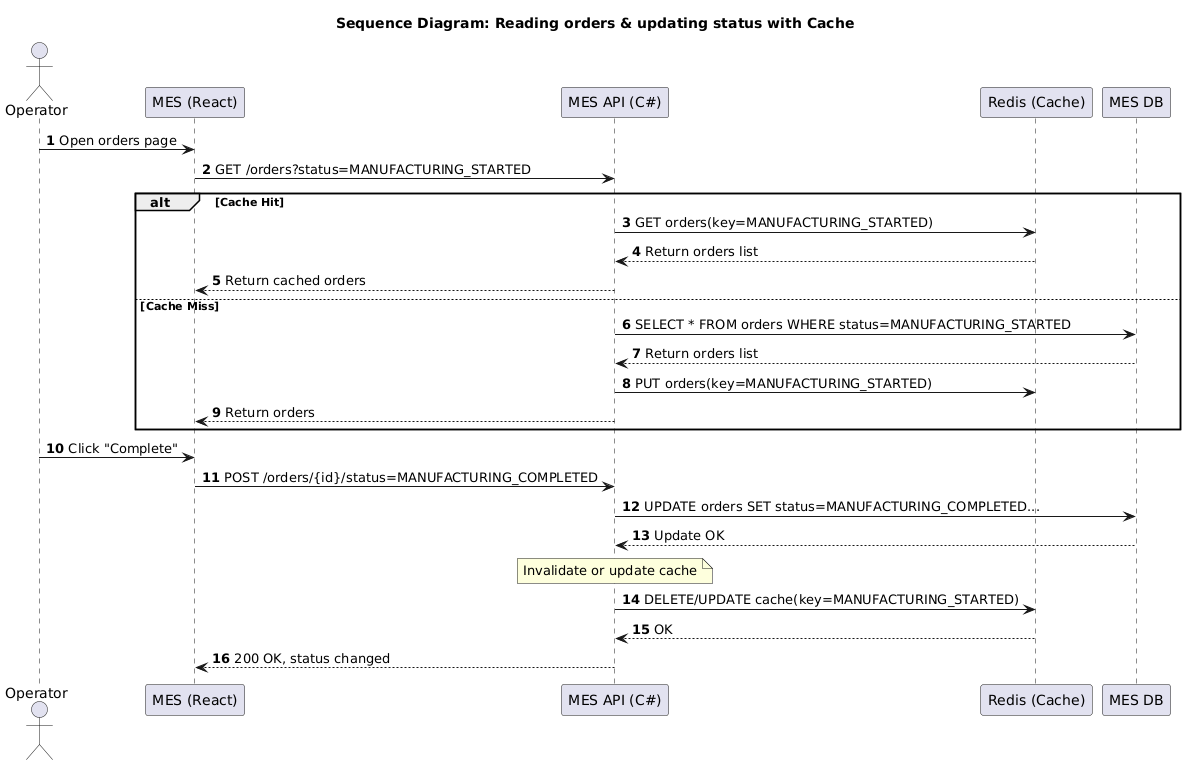 Sequence Diagram: Reading orders & updating status with Cache
Operator
MES (React)
MES API (C#)
Redis (Cache)
MES DB
1 Open orders page
2 GET /orders?status=MANUFACTURING_STARTED
alt [Cache Hit]
3 GET orders(key=MANUFACTURING_STARTED)
4 Return orders list
5 Return cached orders
[Cache Miss]
6 SELECT * FROM orders WHERE status=MANUFACTURING_STARTED
7 Return orders list
8 PUT orders(key=MANUFACTURING_STARTED)
9 Return orders
10 Click "Complete"
11 POST /orders/{id}/status=MANUFACTURING_COMPLETED
12 UPDATE orders SET status=MANUFACTURING_COMPLETED...
13 Update OK
Invalidate or update cache
14 DELETE/UPDATE cache(key=MANUFACTURING_STARTED)
15 OK
16 200 OK, status changed
Operator
MES (React)
MES API (C#)
Redis (Cache)
MES DB